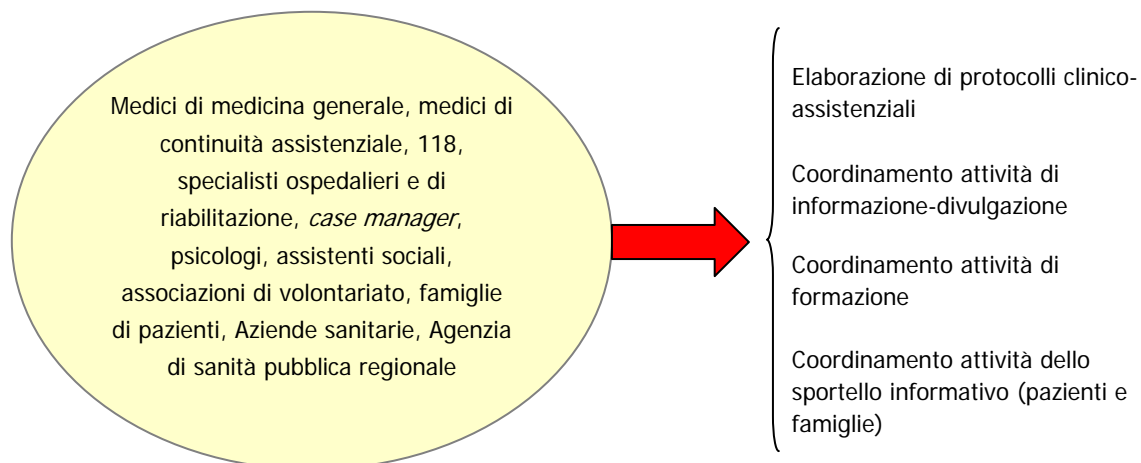 Medici di medicina generale, medici di
continuità assistenziale, 118,
specialisti ospedalieri e di
riabilitazione, case manager,
psicologi, assistenti sociali,
associazioni di volontariato, famiglie
di pazienti, Aziende sanitarie, Agenzia
di sanità pubblica regionale
Elaborazione di protocolli clinico-
assistenziali
Coordinamento attività di
informazione-divulgazione
Coordinamento attività di
formazione
Coordinamento attività dello
sportello informativo (pazienti e
famiglie)